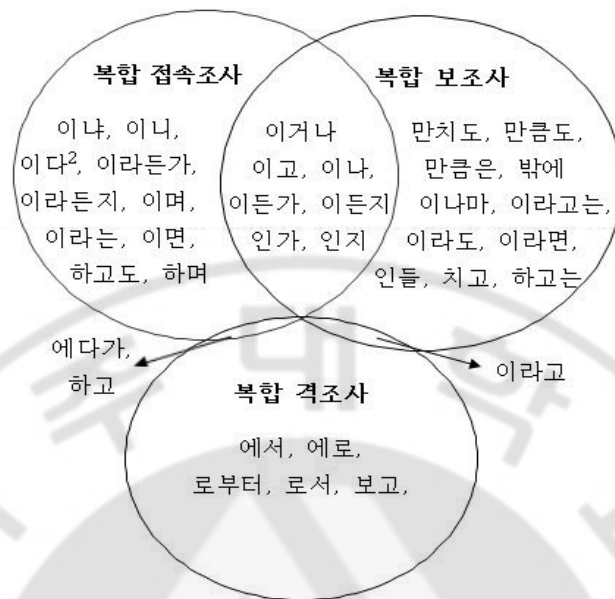 복합 접속조사
이냐, 이니,
이다², 이라든가,
이라든지, 이며,
이라는, 이면,
하고도, 하며
이거나
이고, 이나,
이든가, 이든지
인가, 인지
복합 보조사
만치도, 만큼도,
만큼은, 밖에
이나마, 이라고는,
이라도, 이라면,
인들, 치고, 하고는
에다가,
하고
이라고
복합 격조사
에서, 에로,
로부터, 로서, 보고,
대
학